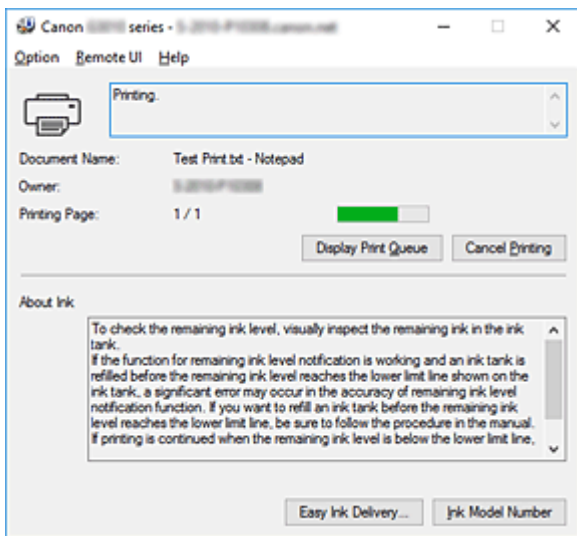 Canon series -
Option Remote UI Help
Printing.
Document Name: Test Print.txt - Notepad
Owner:
Printing Page: 1 / 1
Display Print Queue Cancel Printing
About Ink
To check the remaining ink level, visually inspect the remaining ink in the ink
tank.
If the function for remaining ink level notification is working and an ink tank is
refilled before the remaining ink level reaches the lower limit line shown on the
ink tank, a significant error may occur in the accuracy of remaining ink level
notification function. If you want to refill an ink tank before the remaining ink
level reaches the lower limit line, be sure to follow the procedure in the manual.
If printing is continued when the remaining ink level is below the lower limit line,
Easy Ink Delivery... Ink Model Number